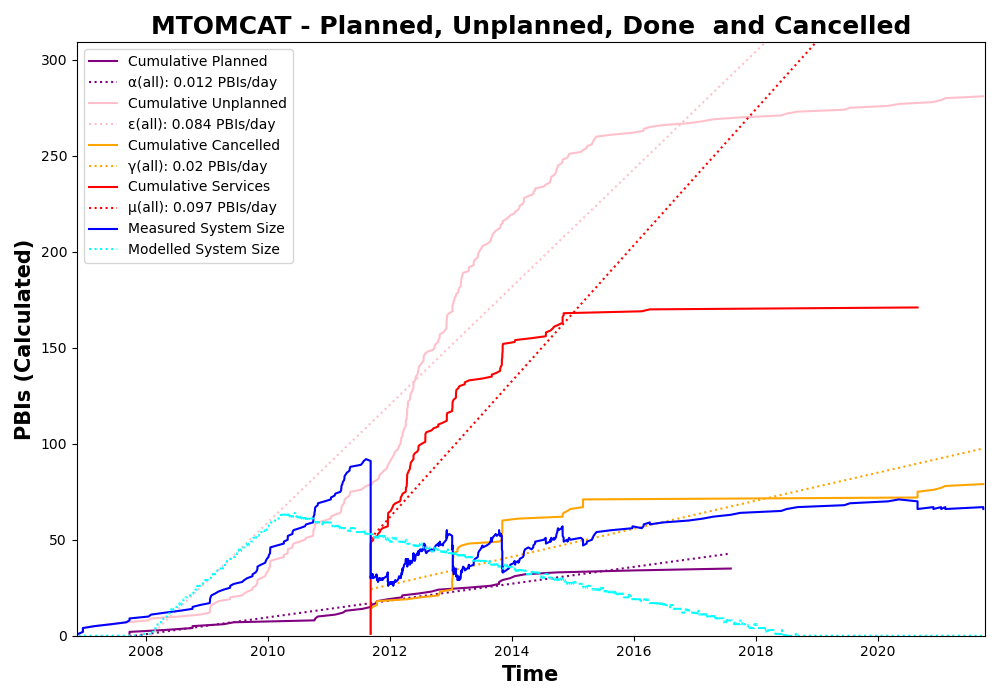 MTOMCAT - Planned, Unplanned, Done  and Cancelled
Cumulative Planned
α(all): 0.012 PBIs/day
Cumulative Unplanned
ε(all): 0.084 PBIs/day
Cumulative Cancelled
γ(all): 0.02 PBIs/day
Cumulative Services
μ(all): 0.097 PBIs/day
Measured System Size
Modelled System Size
PBIs (Calculated)
300
250
200
150
100
50
0
2008 2010 2012 2014 2016 2018 2020
Time